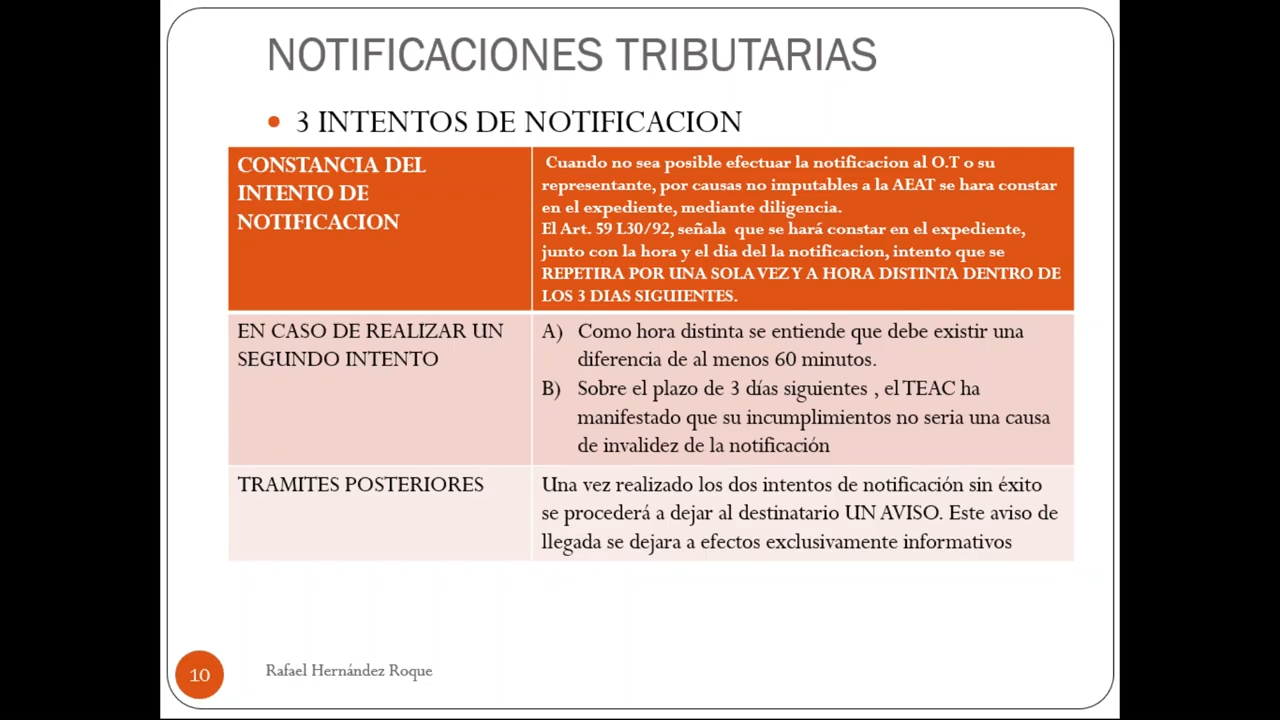 NOTIFICACIONES TRIBUTARIAS
• 3 INTENTOS DE NOTIFICACION
CONSTANCIA DEL
INTENTO DE
NOTIFICACION
Cuando no sea posible efectuar la notificacion al O.T o su
representante, por causas no imputables a la AEAT se hara constar
en el expediente, mediante diligencia.
El Art. 59 L30/92, señala que se hará constar en el expediente,
junto con la hora y el dia del la notificacion, intento que se
REPETIRA POR UNA SOLA VEZ Y A HORA DISTINTA DENTRO DE
LOS 3 DIAS SIGUIENTES.
EN CASO DE REALIZAR UN
SEGUNDO INTENTO
A) Como hora distinta se entiende que debe existir una
diferencia de al menos 60 minutos.
B) Sobre el plazo de 3 días siguientes , el TEAC ha
manifestado que su incumplimientos no seria una causa
de invalidez de la notificación
TRAMITES POSTERIORES
Una vez realizado los dos intentos de notificación sin éxito
se procederá a dejar al destinatario UN AVISO. Este aviso de
llegada se dejara a efectos exclusivamente informativos
10
Rafael Hernández Roque